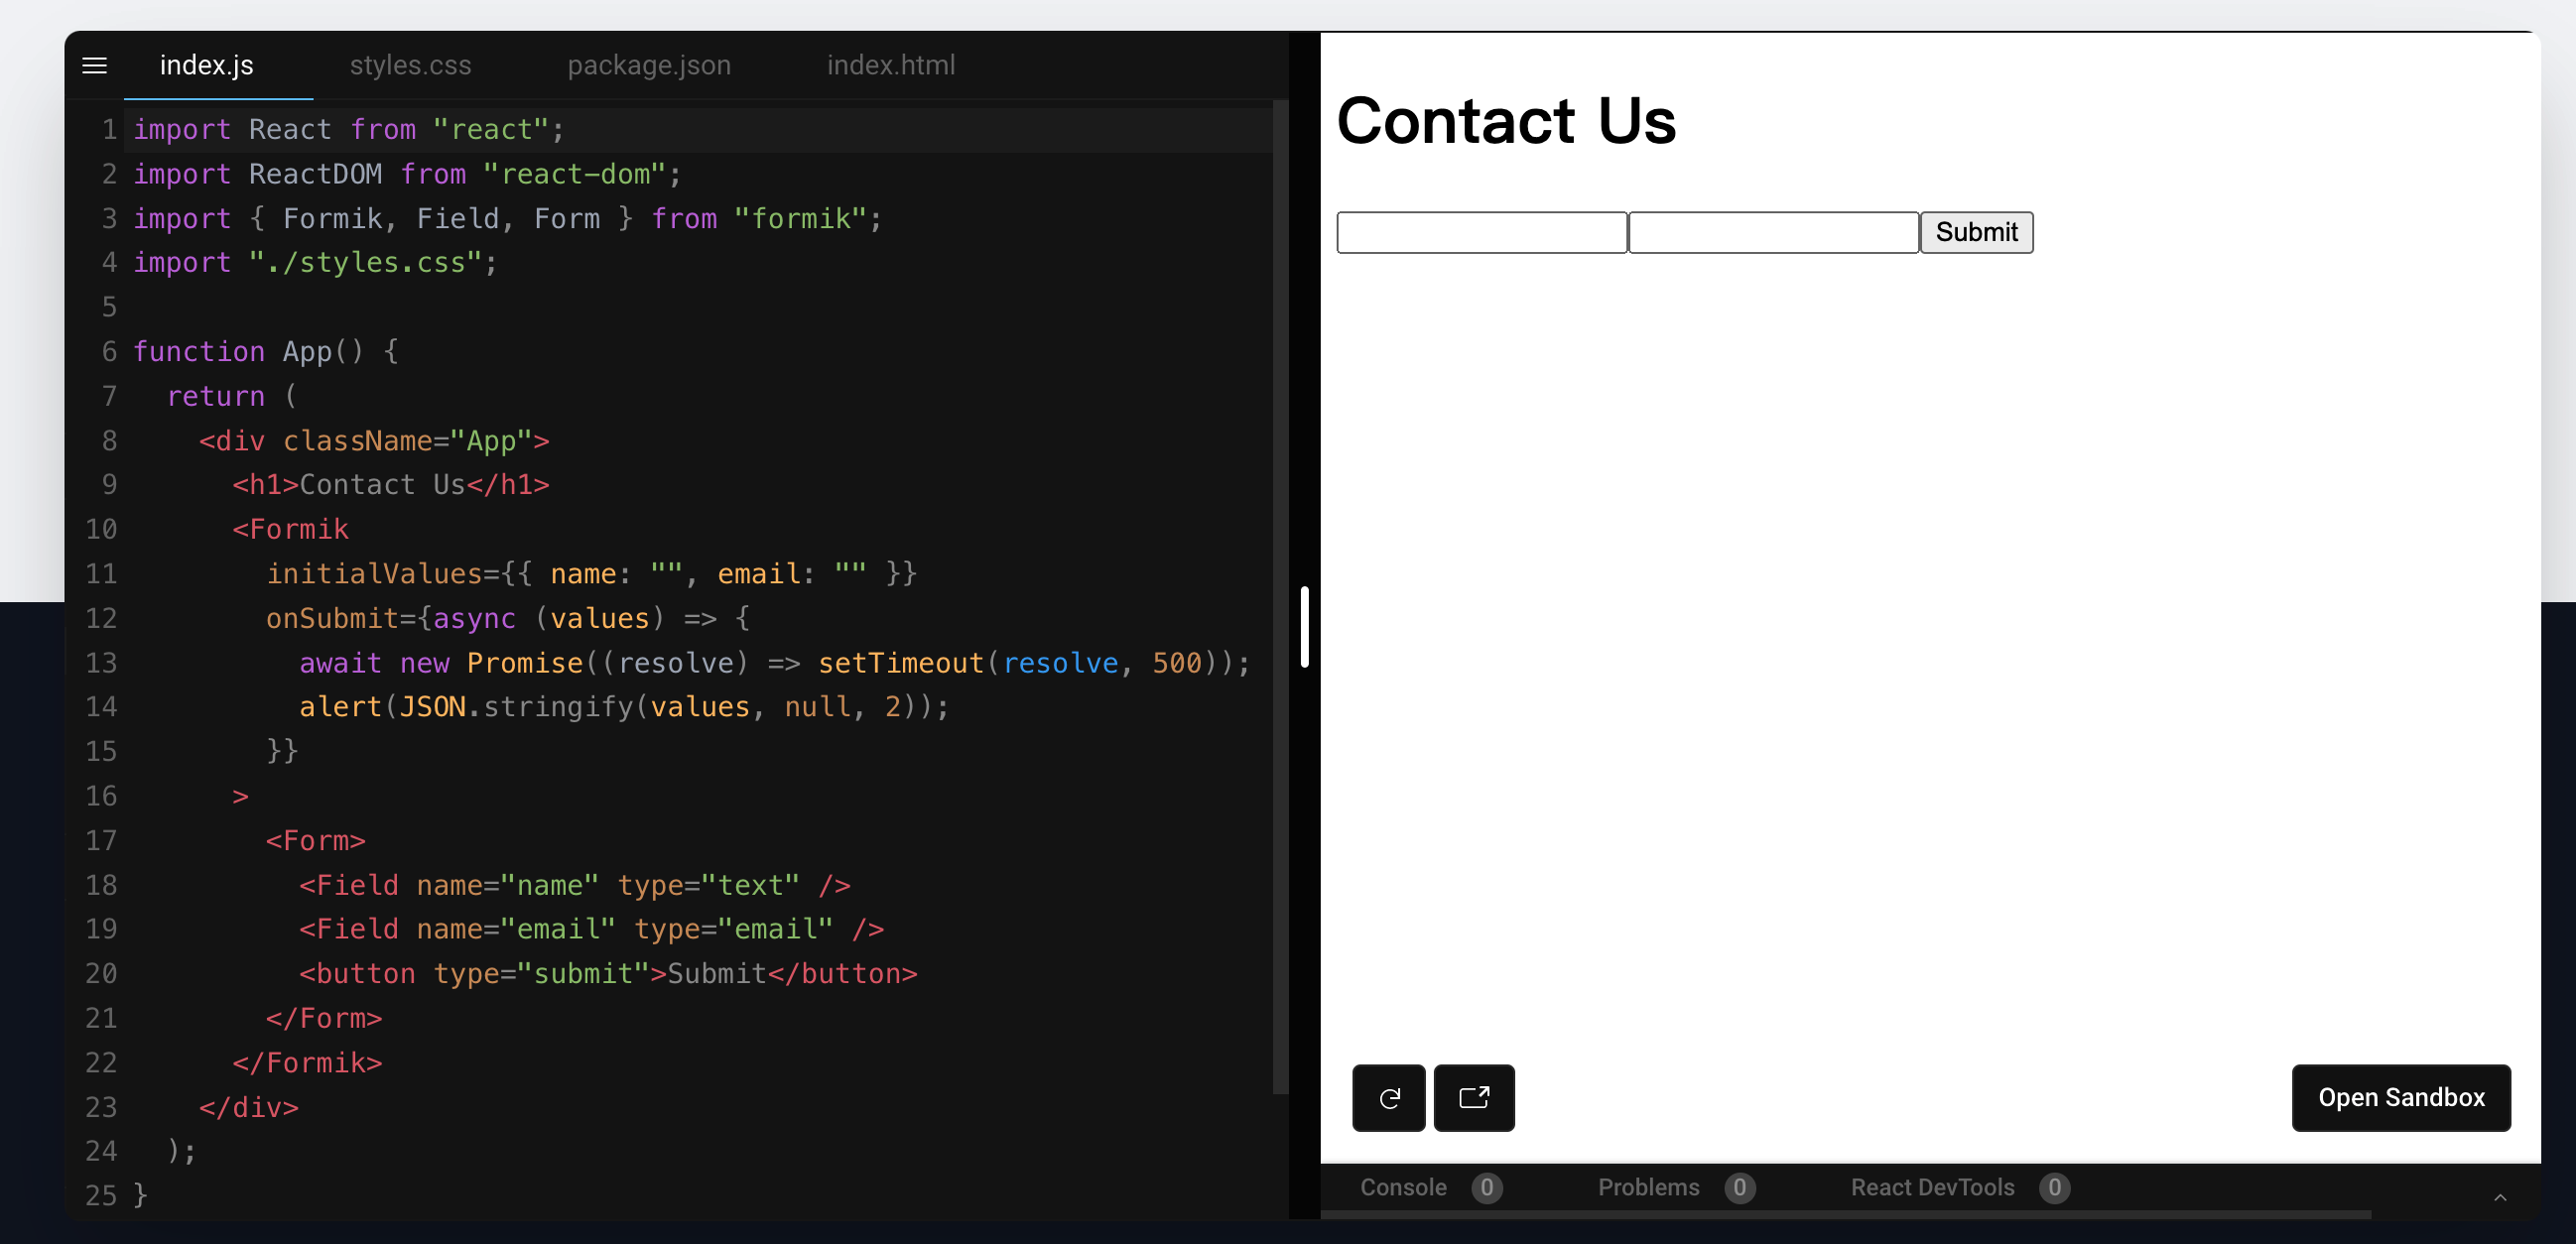 index.js styles.css package.json index.html
1 import React from "react";
2 import ReactDOM from "react-dom";
3 import { Formik, Field, Form } from "formik";
4 import "./styles.css";
5
6 function App() {
7   return (
8     <div className="App">
9       <h1>Contact Us</h1>
10       <Formik
11         initialValues={{ name: "", email: "" }}
12         onSubmit={async (values) => {
13           await new Promise((resolve) => setTimeout(resolve, 500));
14           alert(JSON.stringify(values, null, 2));
15         }}
16       >
17         <Form>
18           <Field name="name" type="text" />
19           <Field name="email" type="email" />
20           <button type="submit">Submit</button>
21         </Form>
22       </Formik>
23     </div>
24   );
25 }
Contact Us
Submit
Open Sandbox
Console 0 Problems 0 React DevTools 0